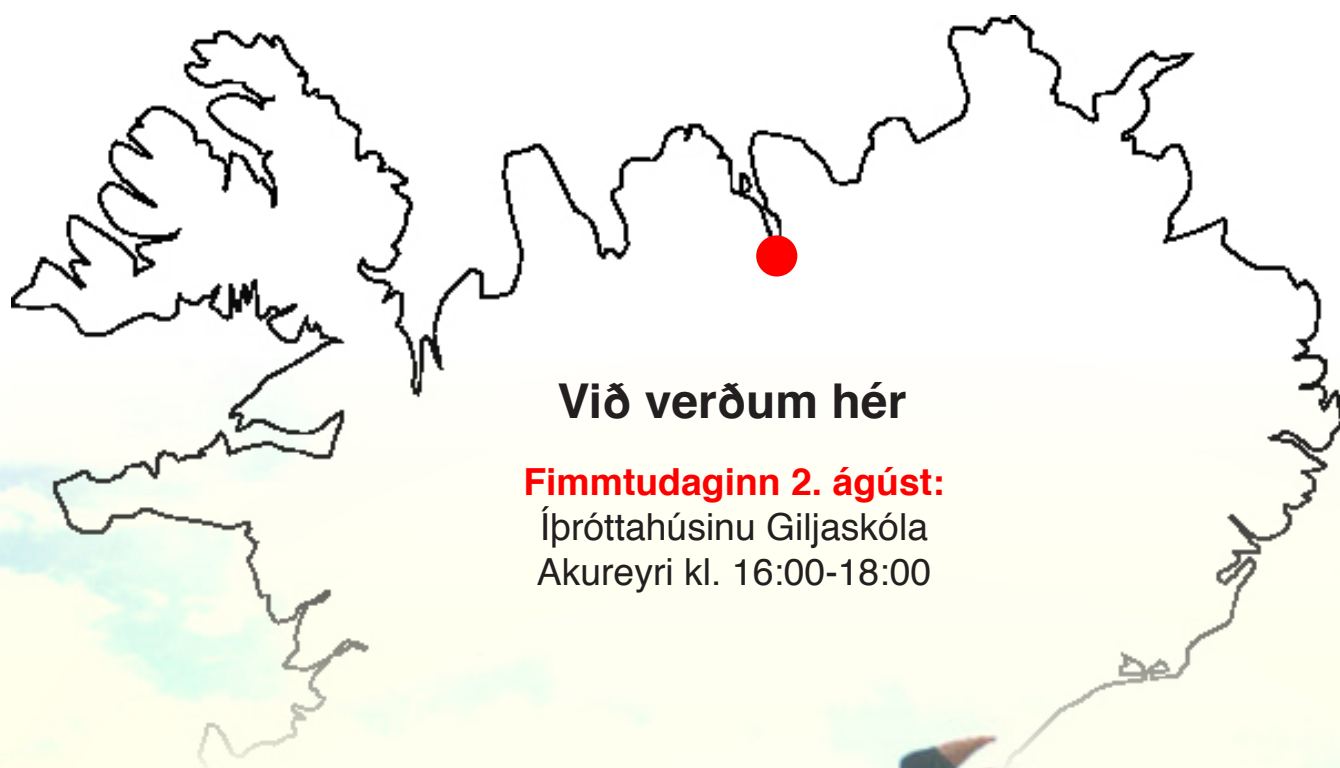 Við verðum hér
Fimmtudaginn 2. ágúst:
Íþróttahúsinu Giljaskóla
Akureyri kl. 16:00-18:00